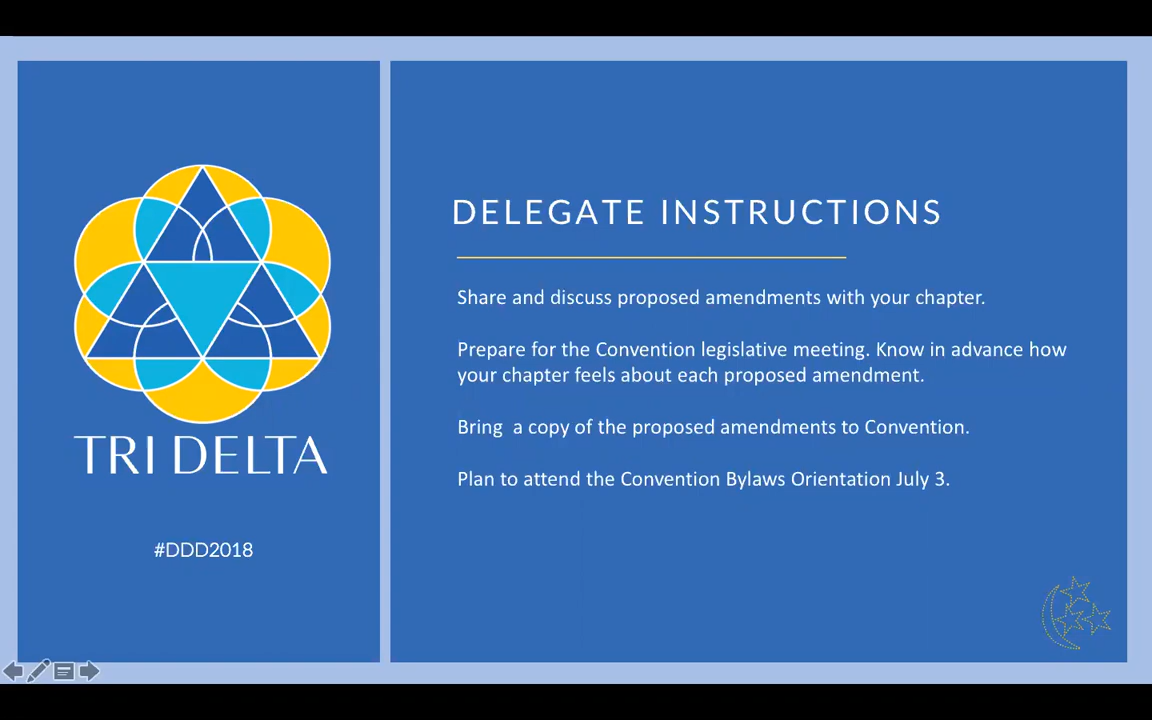 TRI DELTA
#DDD2018
DELEGATE INSTRUCTIONS
Share and discuss proposed amendments with your chapter.
Prepare for the Convention legislative meeting. Know in advance how
your chapter feels about each proposed amendment.
Bring  a copy of the proposed amendments to Convention.
Plan to attend the Convention Bylaws Orientation July 3.